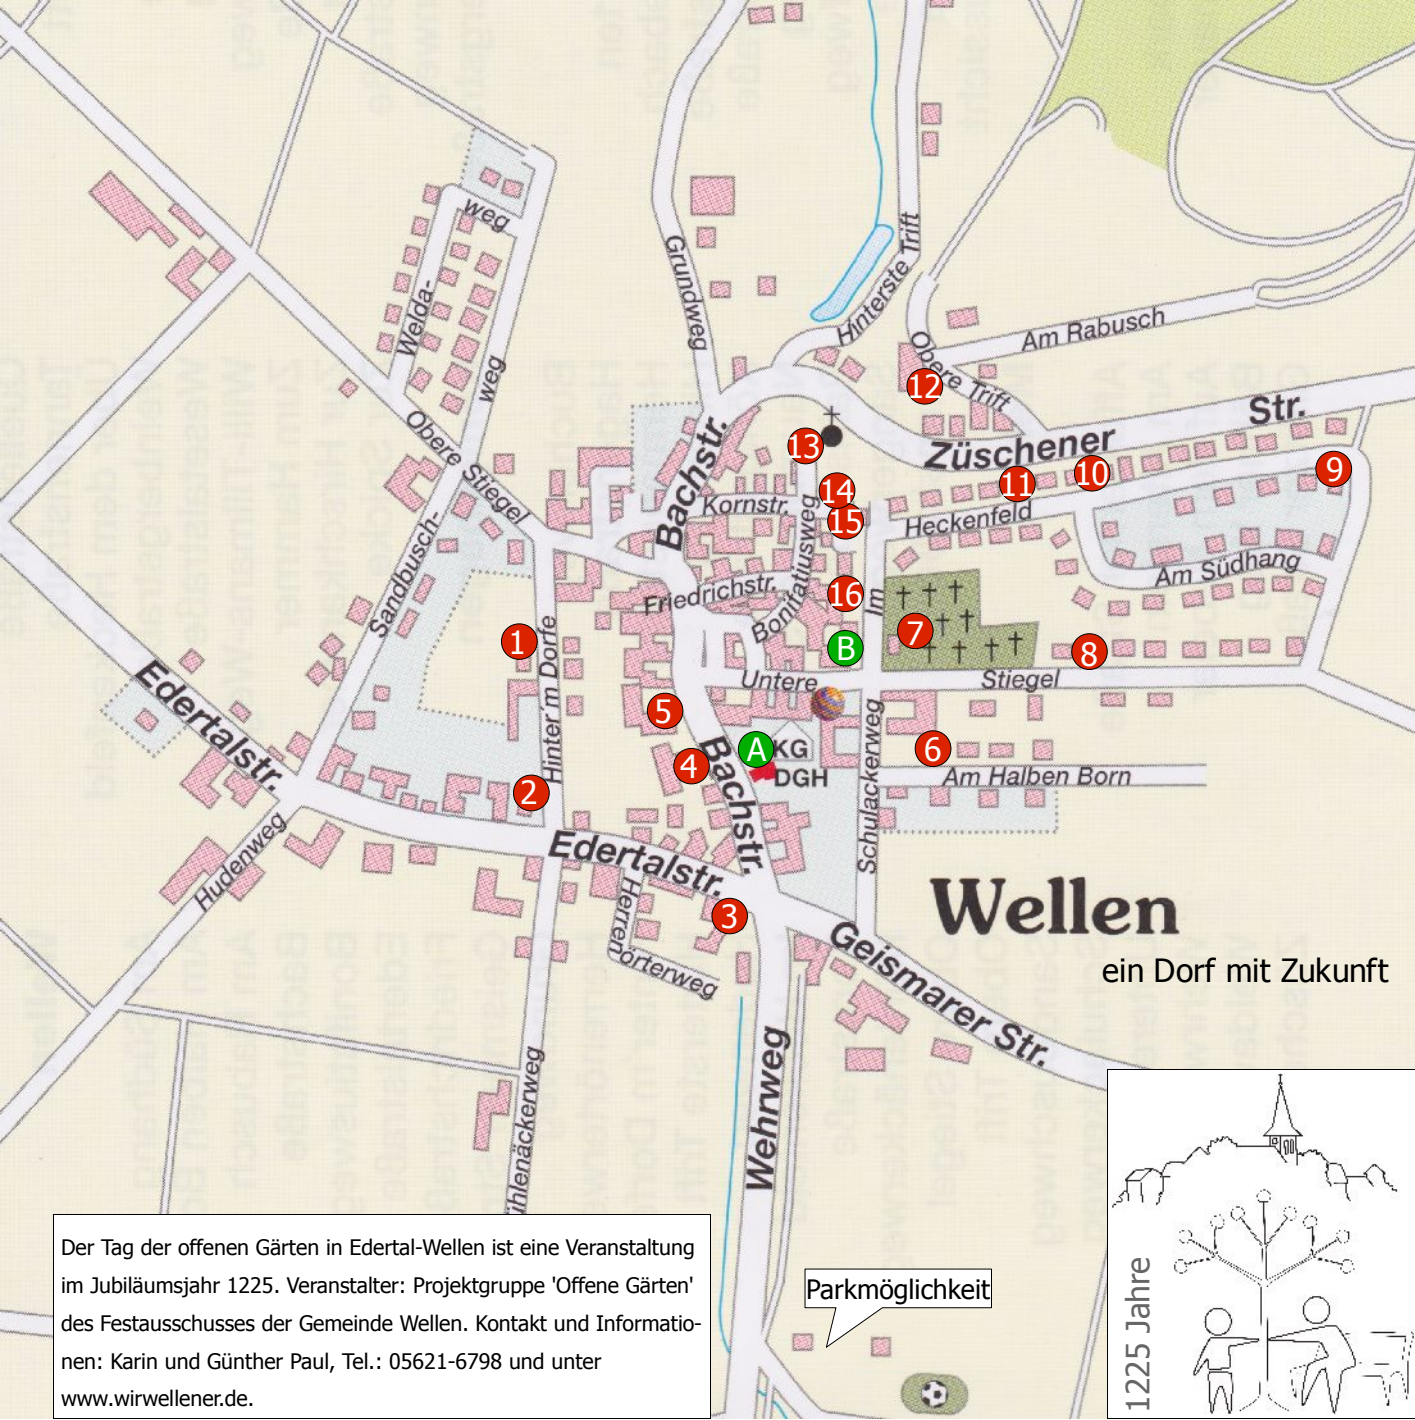 weg
Welda-
weg
Grundweg
Hinterste Trift
Am Rabusch
Obere Trift
12
Str.
Züschener
Obere Stiegel
Bachstr.
13
9
10
11
14
Kornstr.
15
Heckenfeld
Sandbusch-
Am Südhang
Friedrichstr.
Bonifatiusweg
16
Im
7
B
8
1
Hinter'm Dorfe
Edertalstr.
Untere
Stiegel
5
6
A
KG
4
DGH
Bachstr.
Am Halben Born
2
Schulackerweg
Hudenweg
Edertalstr.
Herren-
örterweg
3
Wellen
ein Dorf mit Zukunft
Geismarer Str.
Wehrweg
ühlenäckerweg
Der Tag der offenen Gärten in Edertal-Wellen ist eine Veranstaltung
im Jubiläumsjahr 1225. Veranstalter: Projektgruppe 'Offene Gärten'
des Festausschusses der Gemeinde Wellen. Kontakt und Informatio-
nen: Karin und Günther Paul, Tel.: 05621-6798 und unter
www.wirwellener.de.
Parkmöglichkeit
1225 Jahre